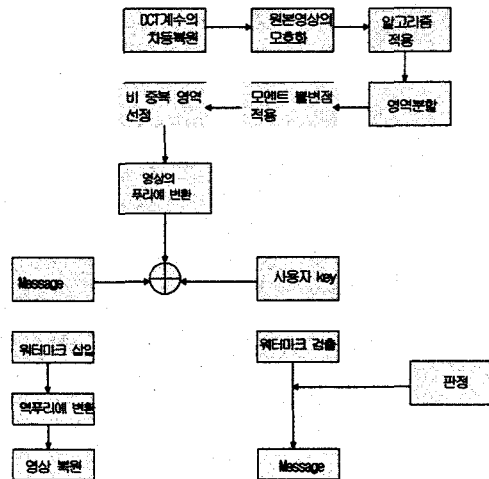 DCT계수의
차등복원
원본영상의
모호화
알고리즘
적용
비 중복 영역
선정
모멘트 불변점
적용
영역분할
영상의
푸리에 변환
Message
사용자 key
워터마크 삽입
워터마크 검출
역푸리에 변환
판정
영상 복원
Message